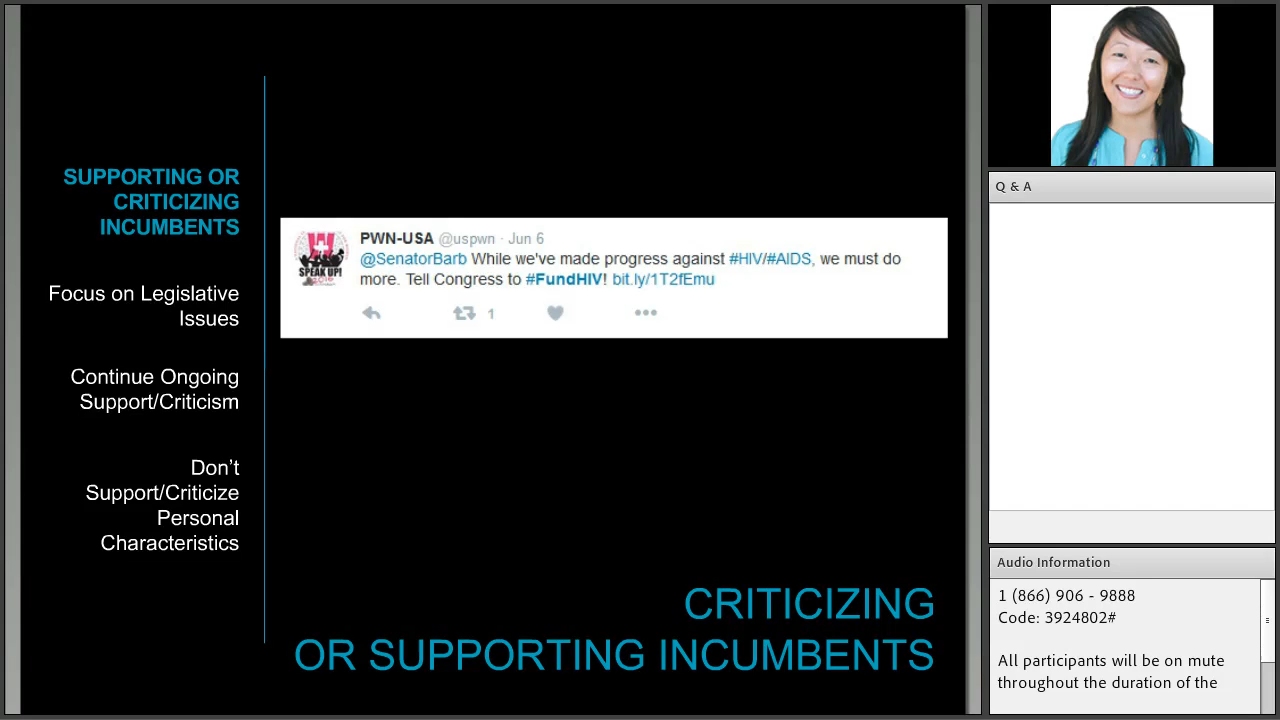 SUPPORTING OR
CRITICIZING
INCUMBENTS
Focus on Legislative
Issues
Continue Ongoing
Support/Criticism
Don't
Support/Criticize
Personal
Characteristics
PWN-USA @uspwn · Jun 6
@SenatorBarb While we've made progress against #HIV/#AIDS, we must do
more. Tell Congress to #FundHIV! bit.ly/1T2fEmu
1
SPEAK UP!
2016
CRITICIZING
OR SUPPORTING INCUMBENTS
Q & A
Audio Information
1 (866) 906 - 9888
Code: 3924802#
All participants will be on mute
throughout the duration of the